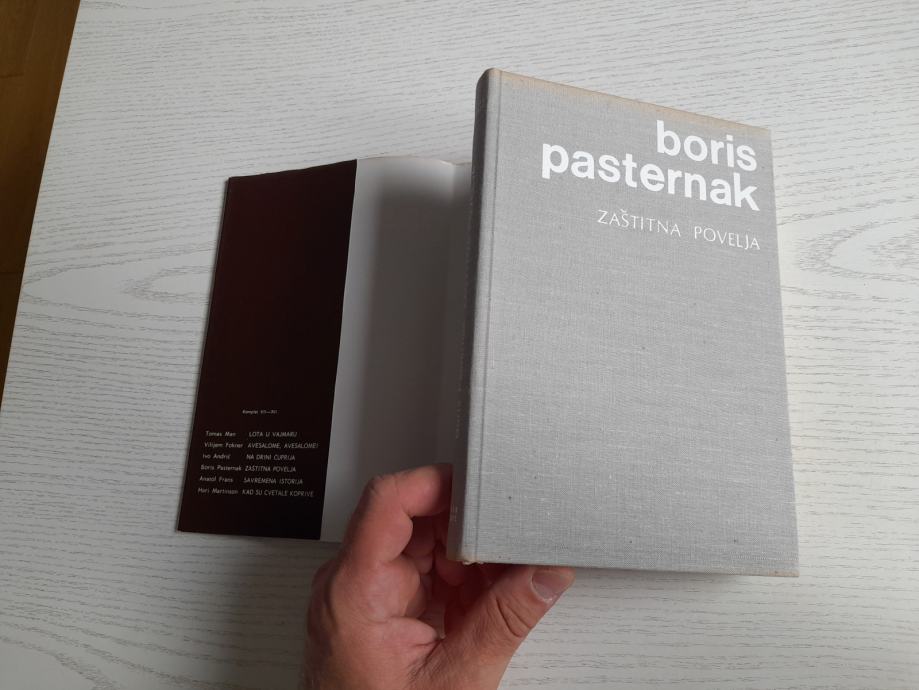 boris
pasternak
ZAŠTITNA POVELJA
Komplet
Tomas Man LOTA U VAJMARU
Vilijem Fokner AVESALOME, AVESALOME!
Ivo Andrić NA DRINI ĆUPRIJA
Boris Pasternak ZAŠTITNA POVELJA
Anatol Frans SAVREMENA ISTORIJA
Hari Martinson KAD SU CVETALE KOPRIVE